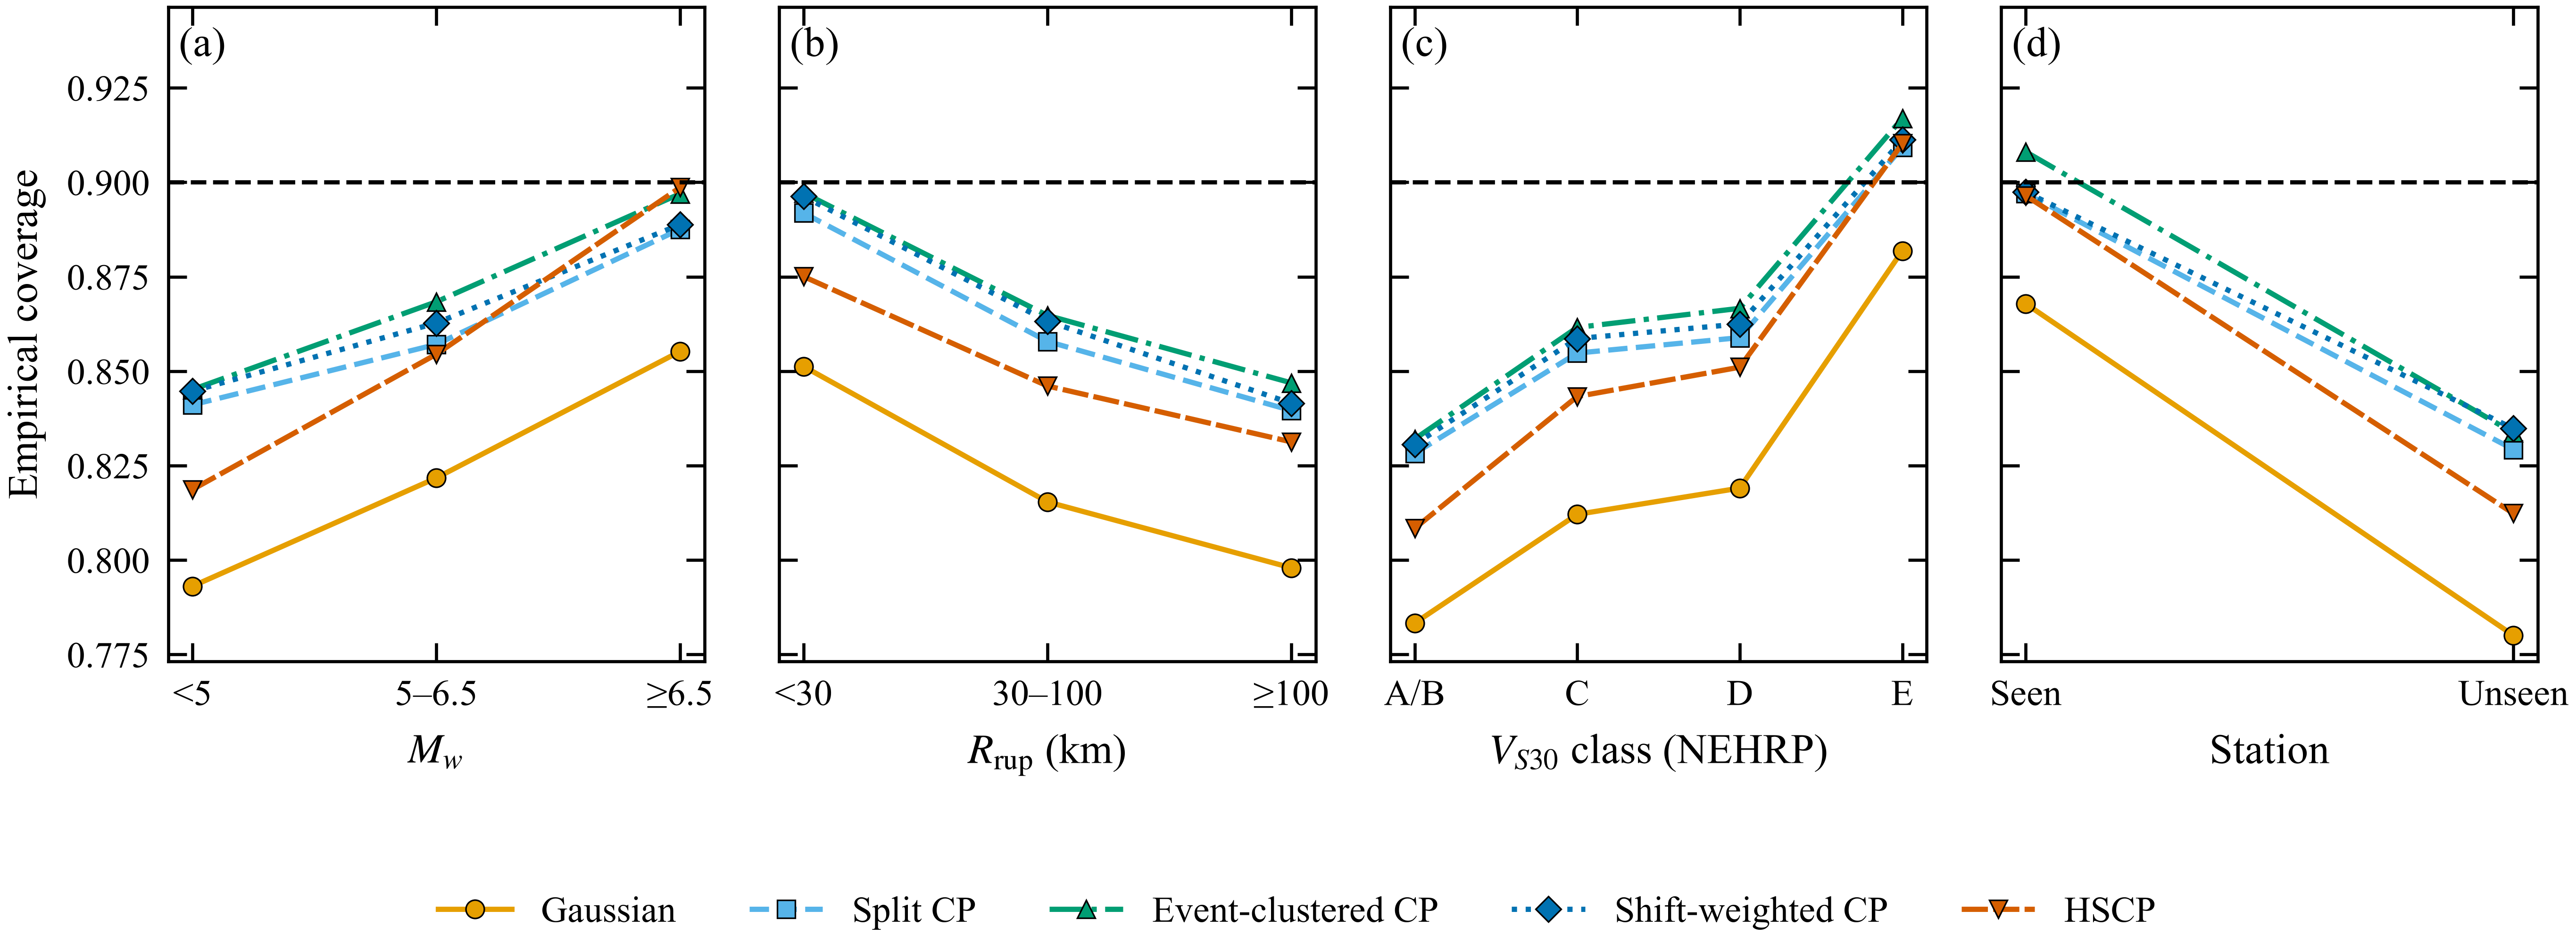 (a)
(b)
(c)
(d)
Empirical coverage
0.925
0.900
0.875
0.850
0.825
0.800
0.775
<5 5–6.5 ≥6.5
<30 30–100 ≥100
A/B C D E
Seen Unseen
Mw
Rrup (km)
VS30 class (NEHRP)
Station
Gaussian Split CP Event-clustered CP Shift-weighted CP HSCP